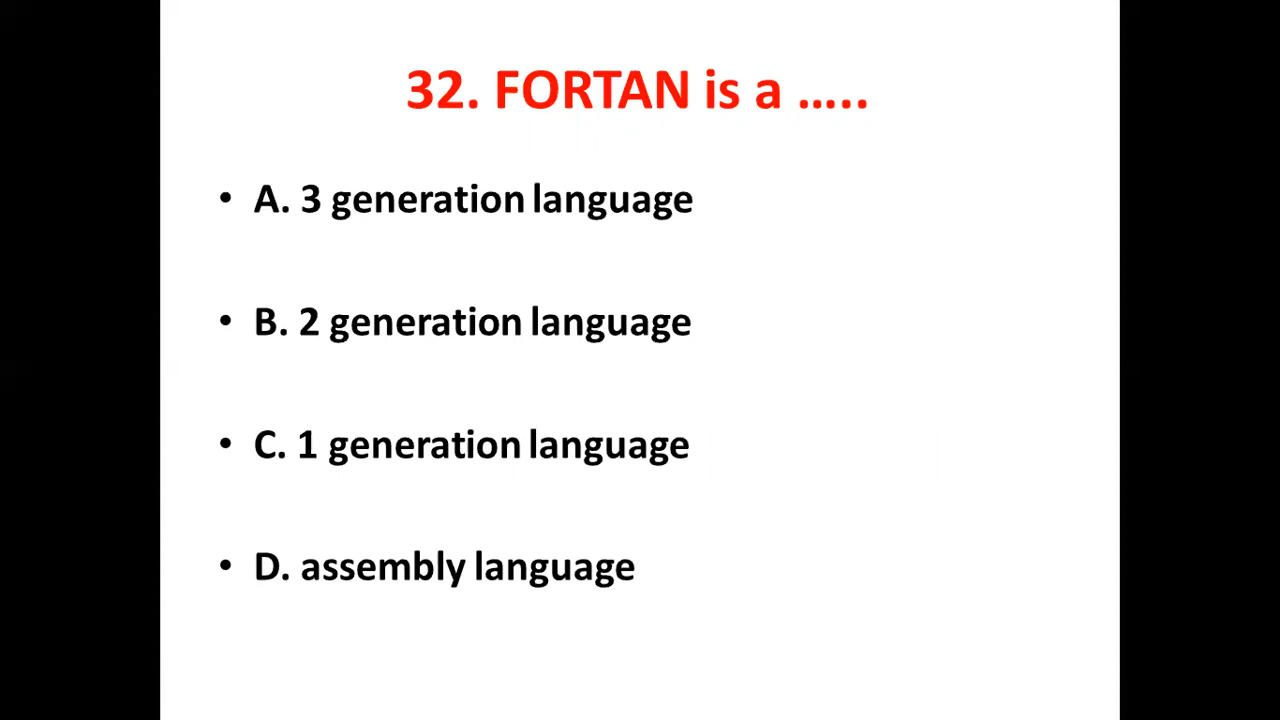 32. FORTAN is a …..
• A. 3 generation language
• B. 2 generation language
• C. 1 generation language
• D. assembly language